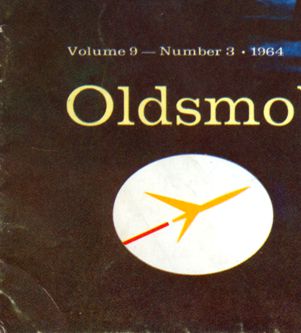 Volume 9 — Number 3 • 1964
Oldsmo